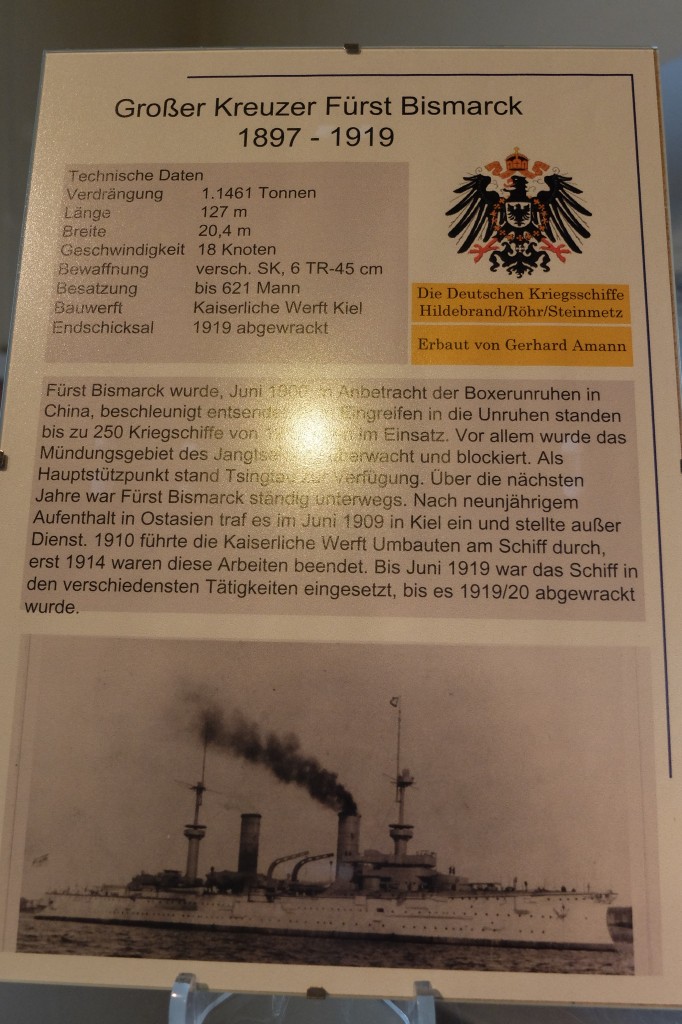 Großer Kreuzer Fürst Bismarck
1897 - 1919
Technische Daten
Verdrängung 1.1461 Tonnen
Länge 127 m
Breite 20,4 m
Geschwindigkeit 18 Knoten
Bewaffnung versch. SK, 6 TR-45 cm
Besatzung bis 621 Mann
Bauwerft Kaiserliche Werft Kiel
Endschicksal 1919 abgewrackt
Die Deutschen Kriegsschiffe
Hildebrand/Röhr/Steinmetz
Erbaut von Gerhard Amann
Fürst Bismarck wurde, Juni 1900, in Anbetracht der Boxerunruhen in
China, beschleunigt Eingreifen in die Unruhen standen
bis zu 250 Kriegschiffe von im Einsatz. Vor allem wurde das
Mündungsgebiet des überwacht und blockiert. Als
Hauptstützpunkt stand Tsingtau zur Verfügung. Über die nächsten
Jahre war Fürst Bismarck ständig unterwegs. Nach neunjährigem
Aufenthalt in Ostasien traf es im Juni 1909 in Kiel ein und stellte außer
Dienst. 1910 führte die Kaiserliche Werft Umbauten am Schiff durch,
erst 1914 waren diese Arbeiten beendet. Bis Juni 1919 war das Schiff in
den verschiedensten Tätigkeiten eingesetzt, bis es 1919/20 abgewrackt
wurde.